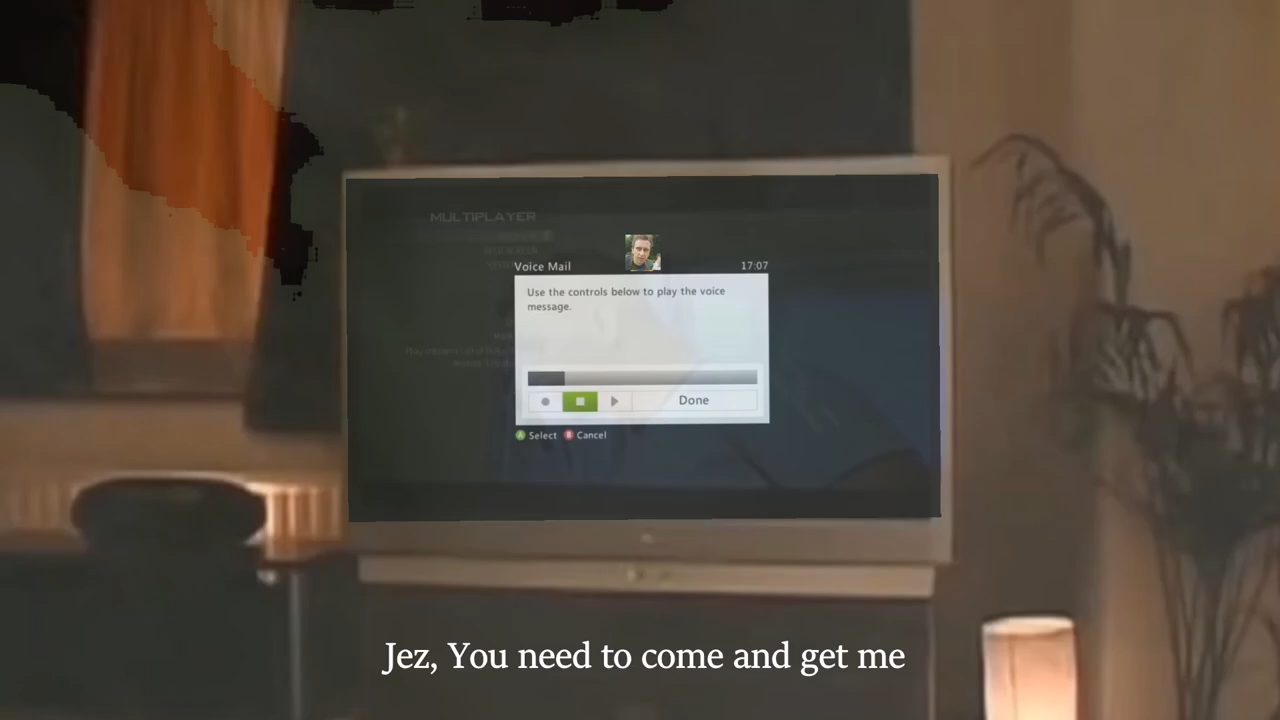 MULTIPLAYER
Voice Mail
17:07
Use the controls below to play the voice
message.
Done
A Select B Cancel
Jez, You need to come and get me